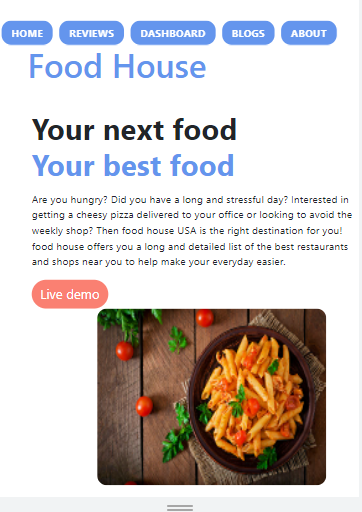 HOME REVIEWS DASHBOARD BLOGS ABOUT
Food House
Your next food
Your best food
Are you hungry? Did you have a long and stressful day? Interested in
getting a cheesy pizza delivered to your office or looking to avoid the
weekly shop? Then food house USA is the right destination for you!
food house offers you a long and detailed list of the best restaurants
and shops near you to help make your everyday easier.
Live demo